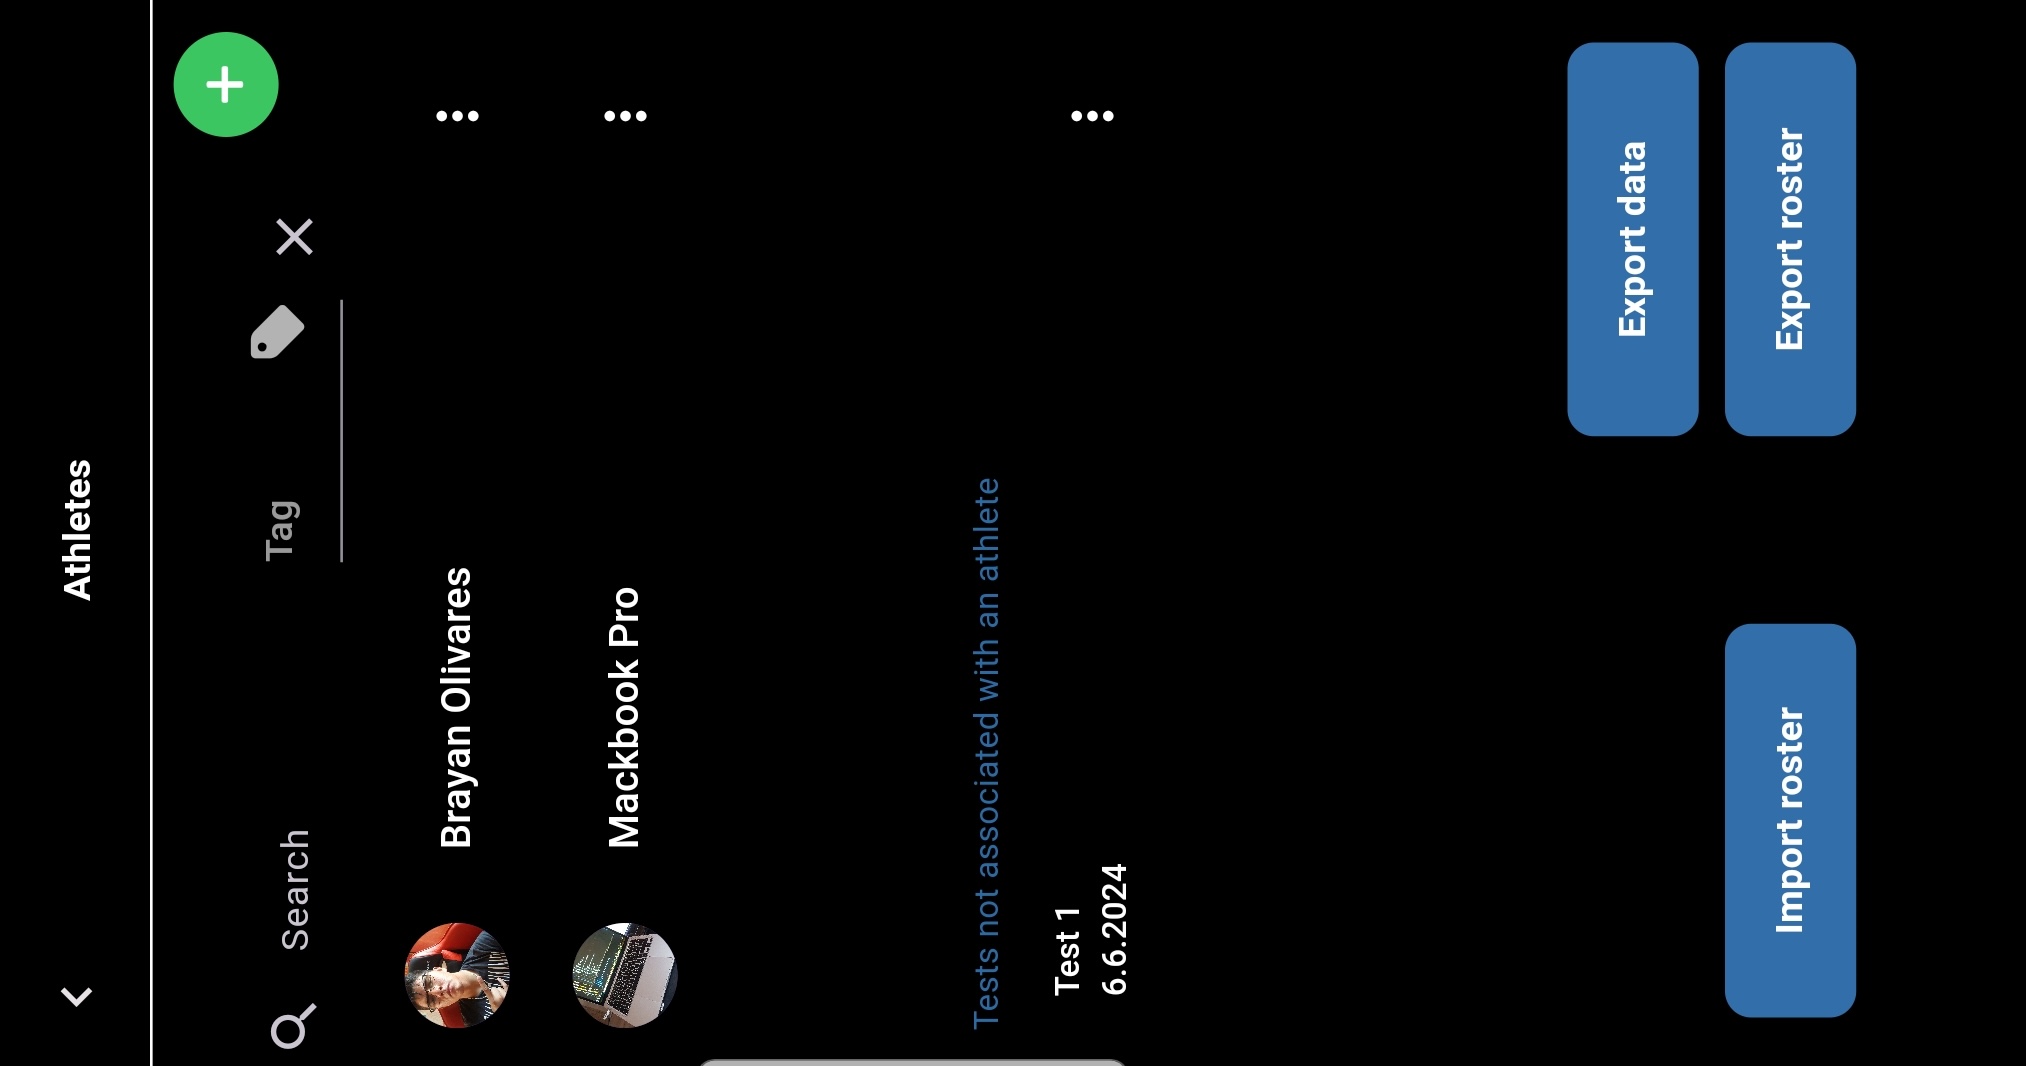 Athletes
Search
Tag
Brayan Olivares
Mackbook Pro
Tests not associated with an athlete
Test 1
6.6.2024
Export data
Import roster
Export roster